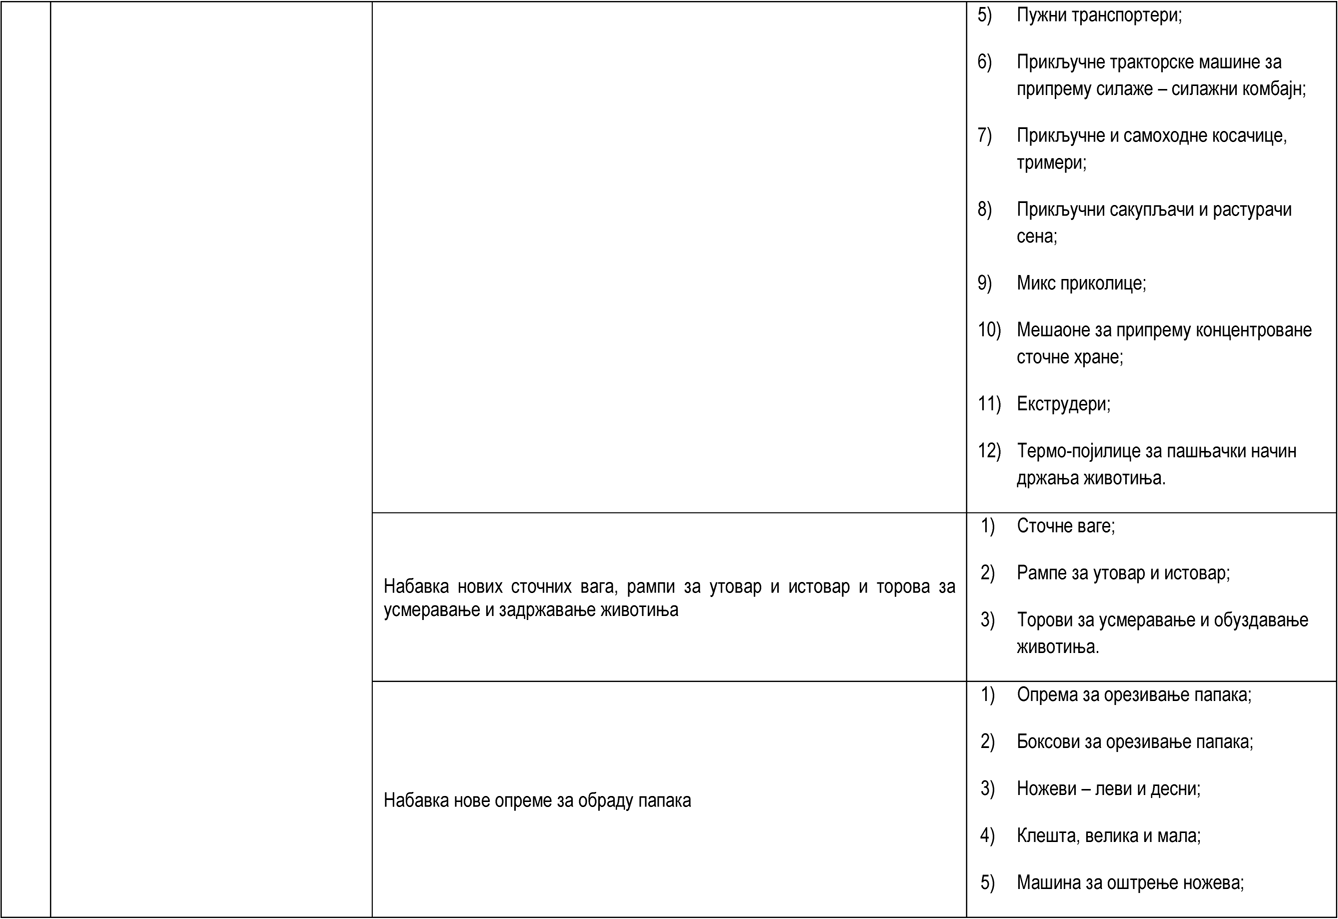 5) Пужни транспортери;
6) Прикључне тракторске машине за
припрему силаже – силажни комбајн;
7) Прикључне и самоходне косачице,
тримери;
8) Прикључни сакупљачи и растурачи
сена;
9) Микс приколице;
10) Мешаоне за припрему концентроване
сточне хране;
11) Екструдери;
12) Термо-појилице за пашњачки начин
држања животиња.
Набавка нових сточних вага, рампи за утовар и истовар и торова за
усмеравање и задржавање животиња
1) Сточне ваге;
2) Рампе за утовар и истовар;
3) Торови за усмеравање и обуздавање
животиња.
Набавка нове опреме за обраду папака
1) Опрема за орезивање папака;
2) Боксови за орезивање папака;
3) Ножеви – леви и десни;
4) Клешта, велика и мала;
5) Машина за оштрење ножева;